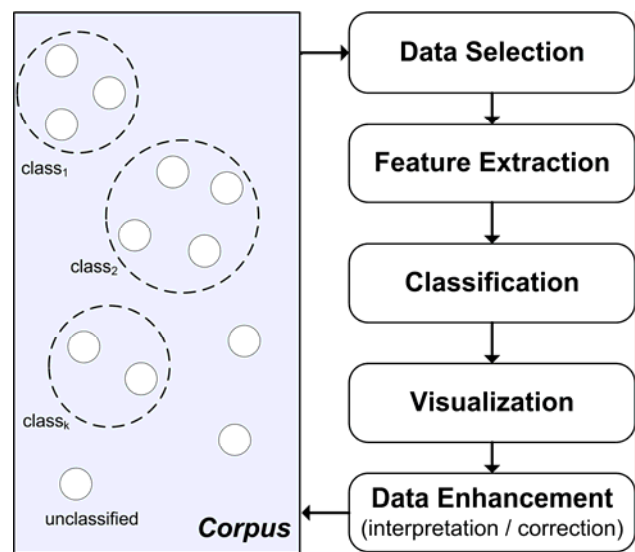 class₁
class₂
classₖ
unclassified
Corpus
Data Selection
Feature Extraction
Classification
Visualization
Data Enhancement
(interpretation / correction)